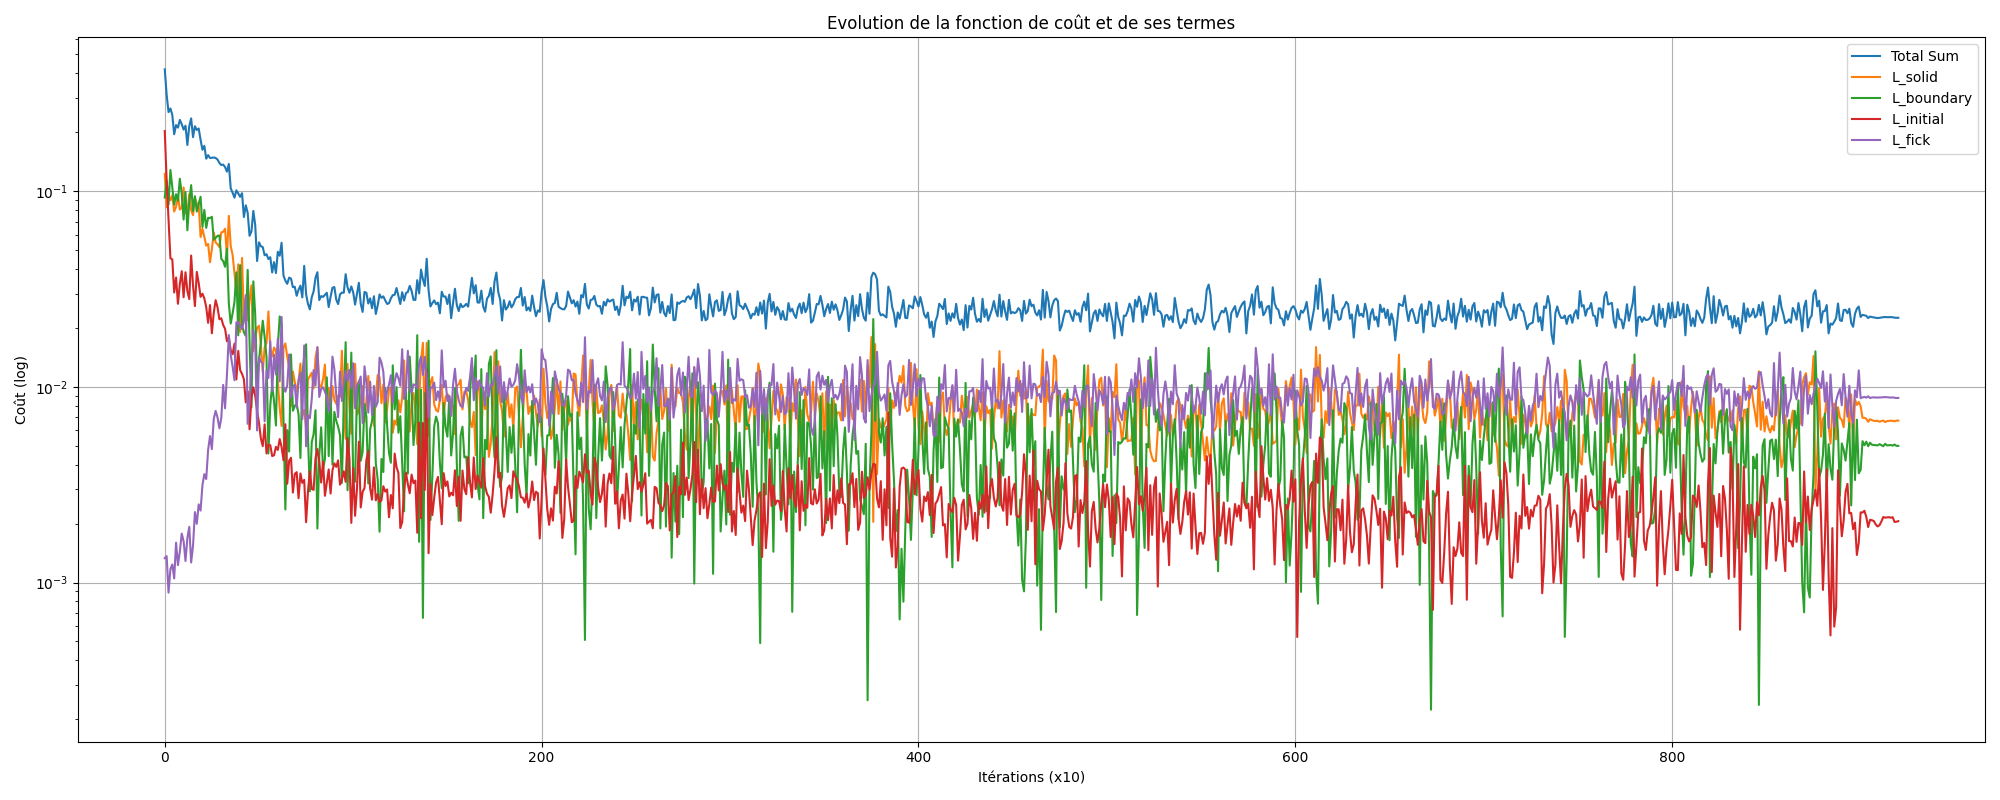 Evolution de la fonction de coût et de ses termes
Total Sum
L_solid
L_boundary
L_initial
L_fick
Coût (log)
10⁻¹
10⁻²
10⁻³
0
200
400
600
800
Itérations (x10)